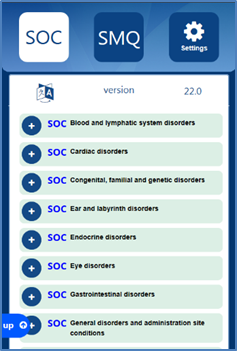 SOC SMQ Settings
version 22.0
SOC Blood and lymphatic system disorders
SOC Cardiac disorders
SOC Congenital, familial and genetic disorders
SOC Ear and labyrinth disorders
SOC Endocrine disorders
SOC Eye disorders
SOC Gastrointestinal disorders
up SOC General disorders and administration site
conditions